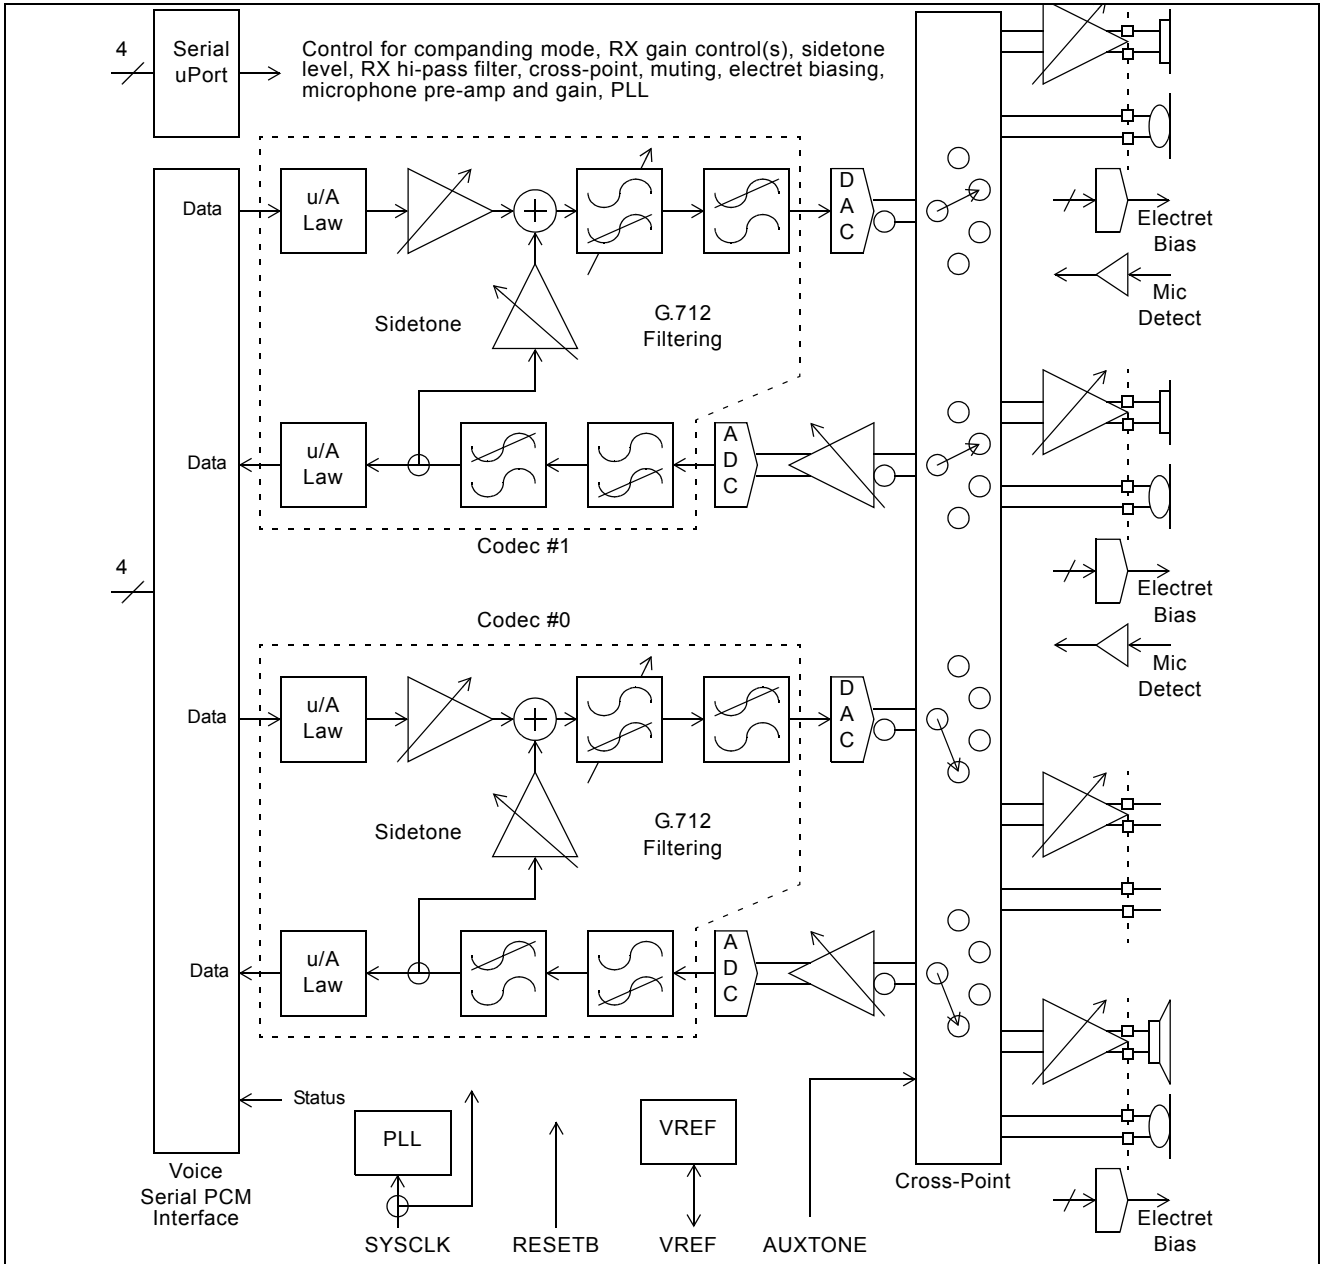 4
Serial
uPort
Control for companding mode, RX gain control(s), sidetone
level, RX hi-pass filter, cross-point, muting, electret biasing,
microphone pre-amp and gain, PLL
Data
u/A
Law
D
A
C
Electret
Bias
Sidetone
G.712
Filtering
Mic
Detect
Data
u/A
Law
A
D
C
Codec #1
4
Electret
Bias
Codec #0
Mic
Detect
Data
u/A
Law
D
A
C
Sidetone
G.712
Filtering
Data
u/A
Law
A
D
C
Status
PLL
VREF
Voice
Serial PCM
Interface
Cross-Point
SYSCLK
RESETB
VREF
AUXTONE
Electret
Bias